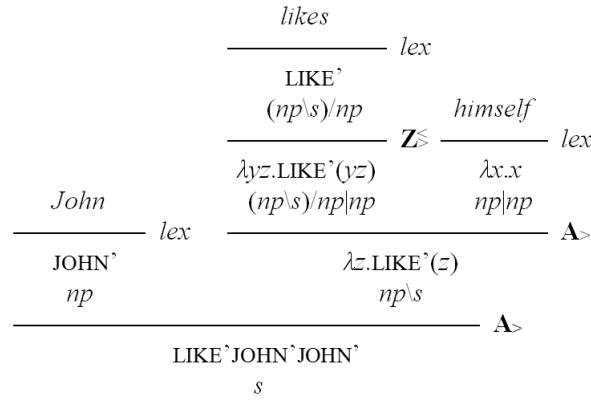 likes
lex
LIKE’
(np\s)/np
himself
Z≶
lex
λyz.LIKE’(yz)
λx.x
John
(np\s)/np|np
np|np
lex
A>
JOHN’
λz.LIKE’(z)
np
np\s
A>
LIKE’JOHN’JOHN’
s